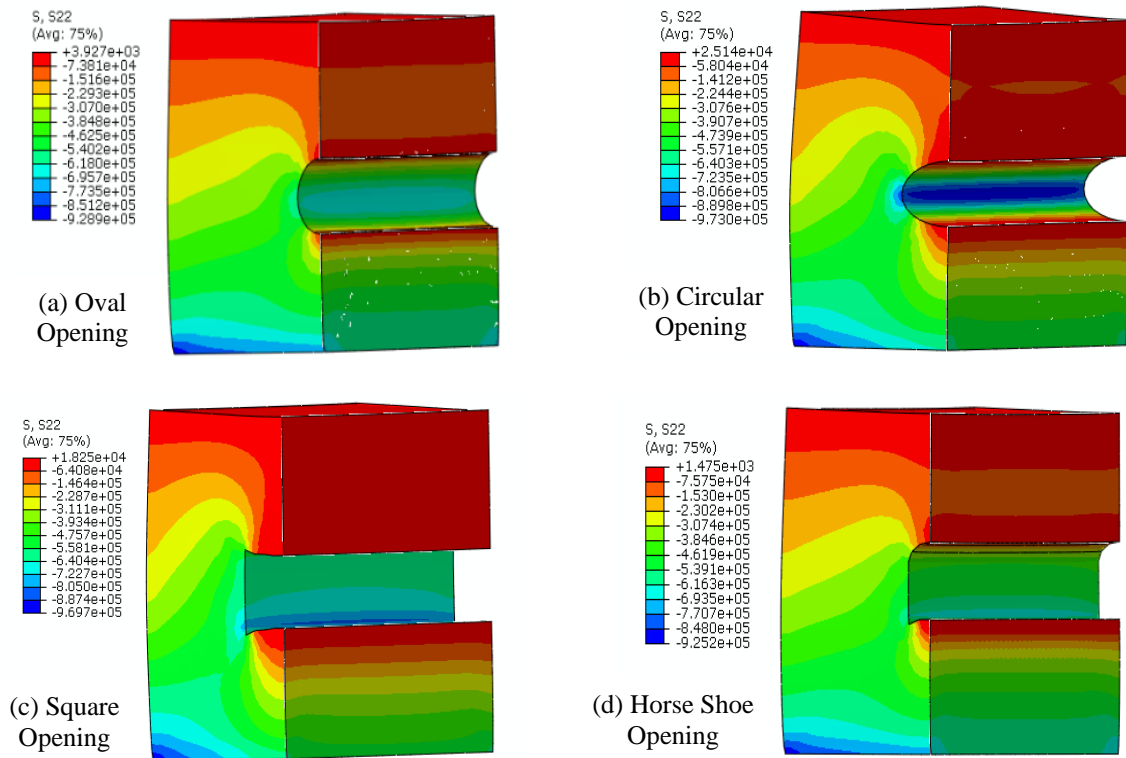 S, S22
(Avg: 75%)
+3.927e+03
-7.381e+04
-1.516e+05
-2.293e+05
-3.070e+05
-3.848e+05
-4.625e+05
-5.402e+05
-6.180e+05
-6.957e+05
-7.735e+05
-8.512e+05
-9.289e+05
(a) Oval
Opening
S, S22
(Avg: 75%)
+2.514e+04
-5.804e+04
-1.412e+05
-2.244e+05
-3.076e+05
-3.907e+05
-4.739e+05
-5.571e+05
-6.403e+05
-7.235e+05
-8.066e+05
-8.898e+05
-9.730e+05
(b) Circular
Opening
S, S22
(Avg: 75%)
+1.825e+04
-6.408e+04
-1.464e+05
-2.287e+05
-3.111e+05
-3.934e+05
-4.757e+05
-5.581e+05
-6.404e+05
-7.227e+05
-8.050e+05
-8.874e+05
-9.697e+05
(c) Square
Opening
S, S22
(Avg: 75%)
+1.475e+03
-7.575e+04
-1.530e+05
-2.302e+05
-3.074e+05
-3.846e+05
-4.619e+05
-5.391e+05
-6.163e+05
-6.935e+05
-7.707e+05
-8.480e+05
-9.252e+05
(d) Horse Shoe
Opening